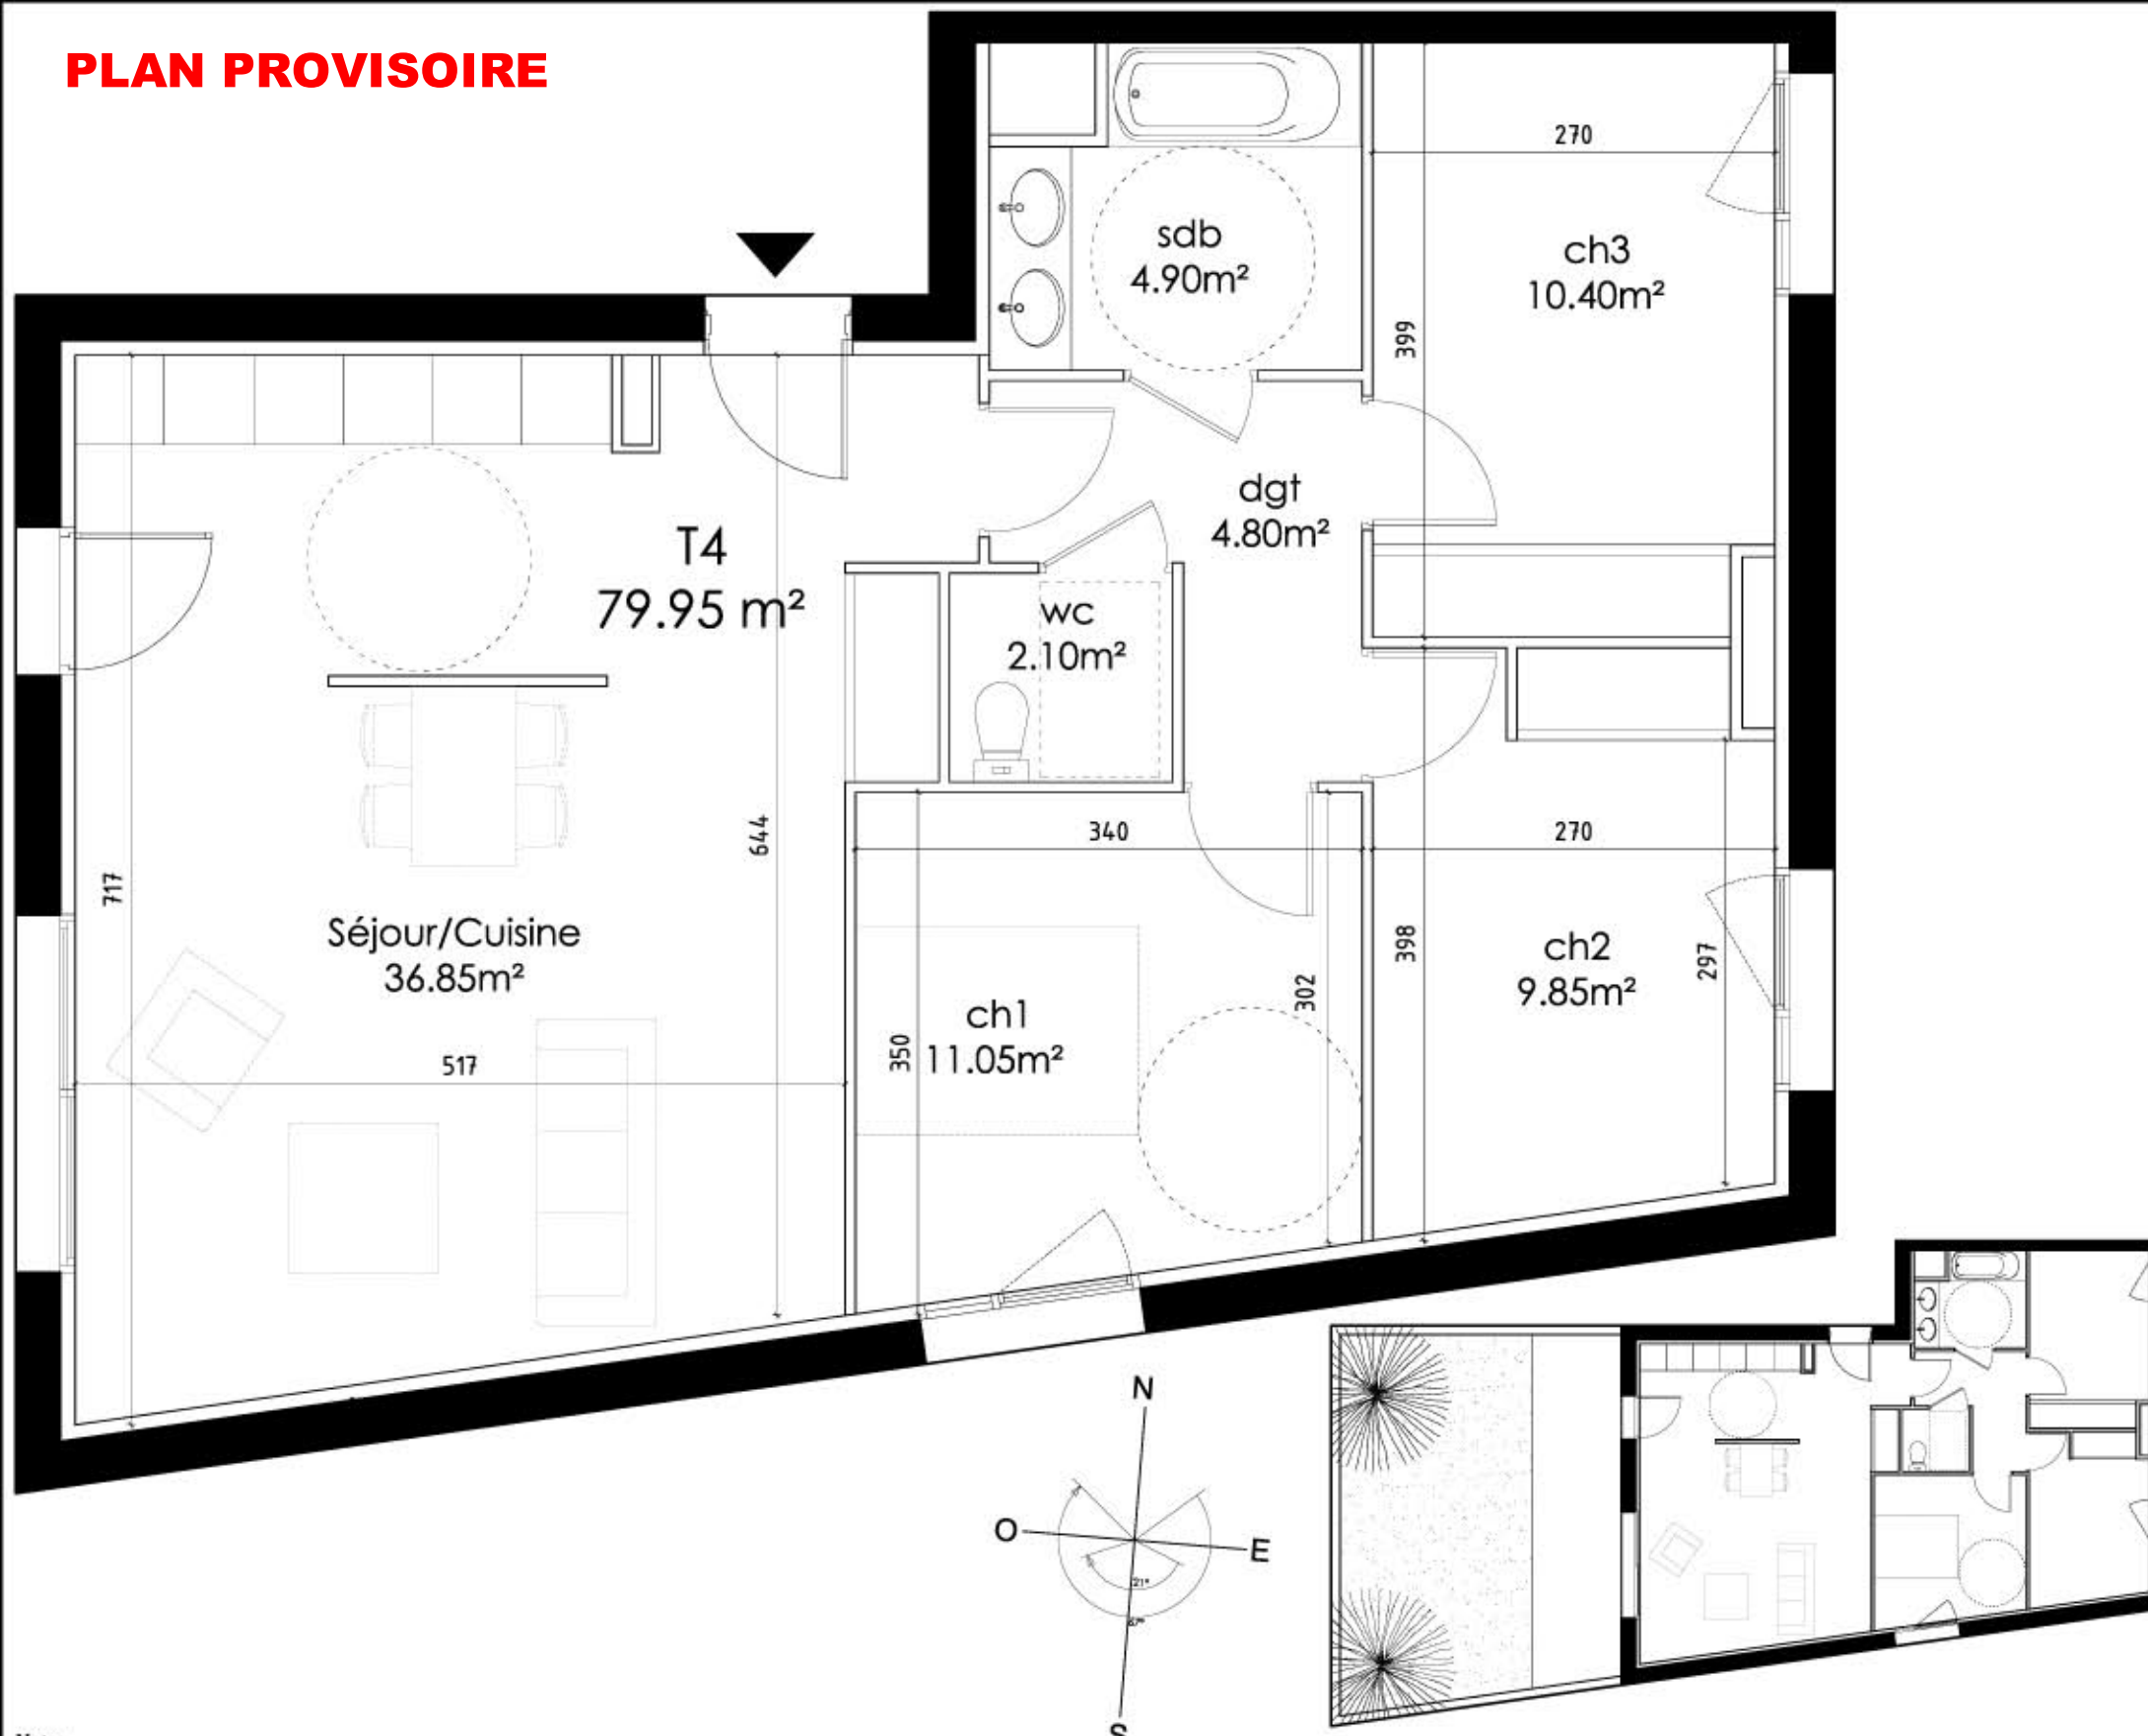 PLAN PROVISOIRE
270
sdb
4.90m²
ch3
10.40m²
399
dgt
4.80m²
T4
79.95 m²
wc
2.10m²
644
340
270
717
Séjour/Cuisine
36.85m²
398
ch2
9.85m²
297
302
ch1
11.05m²
350
517
N
O
E
S